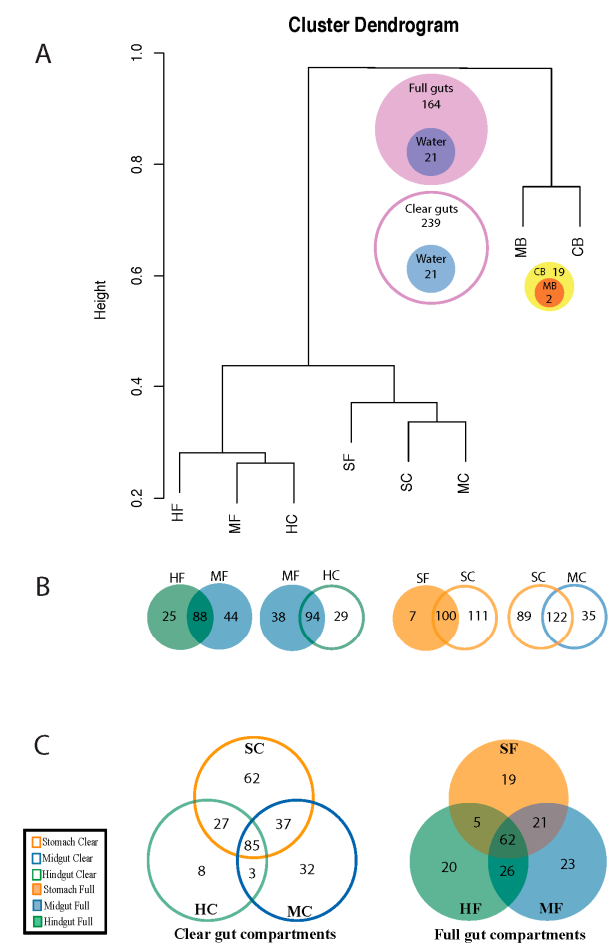 Cluster Dendrogram
A
Height
1.0
0.8
0.6
0.4
0.2
Full guts
164
Water
21
Clear guts
239
Water
21
MB
CB
CB 19
MB
2
HF
MF
HC
SF
SC
MC
B
HF MF
25 88 44
MF HC
38 94 29
SF SC
7 100 111
SC MC
89 122 35
C
SC
62
27 37
85
8 3 32
HC MC
Clear gut compartments
SF
19
5 21
62
20 26 23
HF MF
Full gut compartments
Stomach Clear
Midgut Clear
Hindgut Clear
Stomach Full
Midgut Full
Hindgut Full